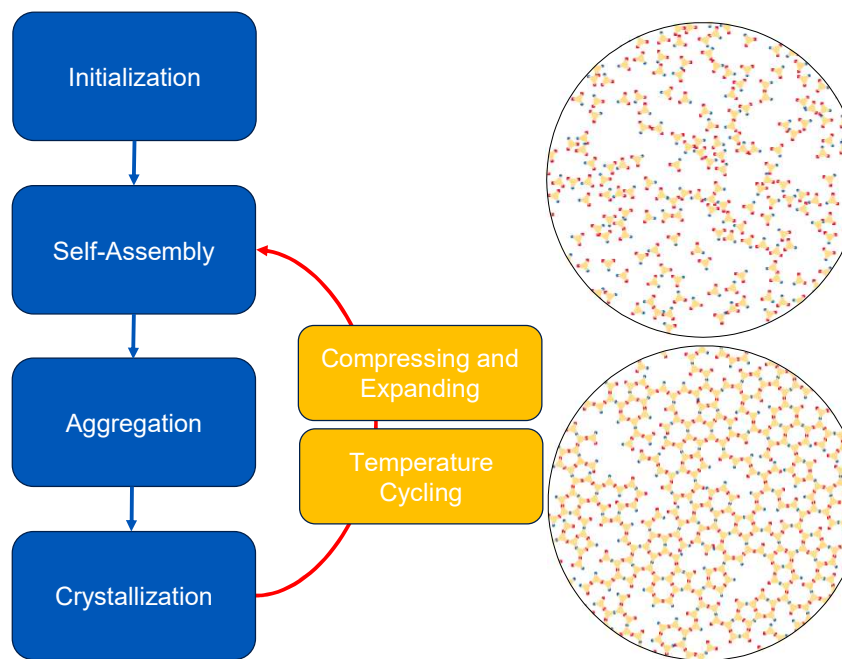 Initialization
Self-Assembly
Compressing and
Expanding
Aggregation
Temperature
Cycling
Crystallization